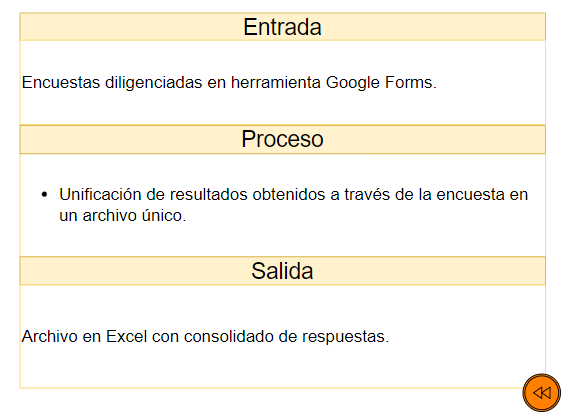 Entrada
Encuestas diligenciadas en herramienta Google Forms.
Proceso
• Unificación de resultados obtenidos a través de la encuesta en
un archivo único.
Salida
Archivo en Excel con consolidado de respuestas.